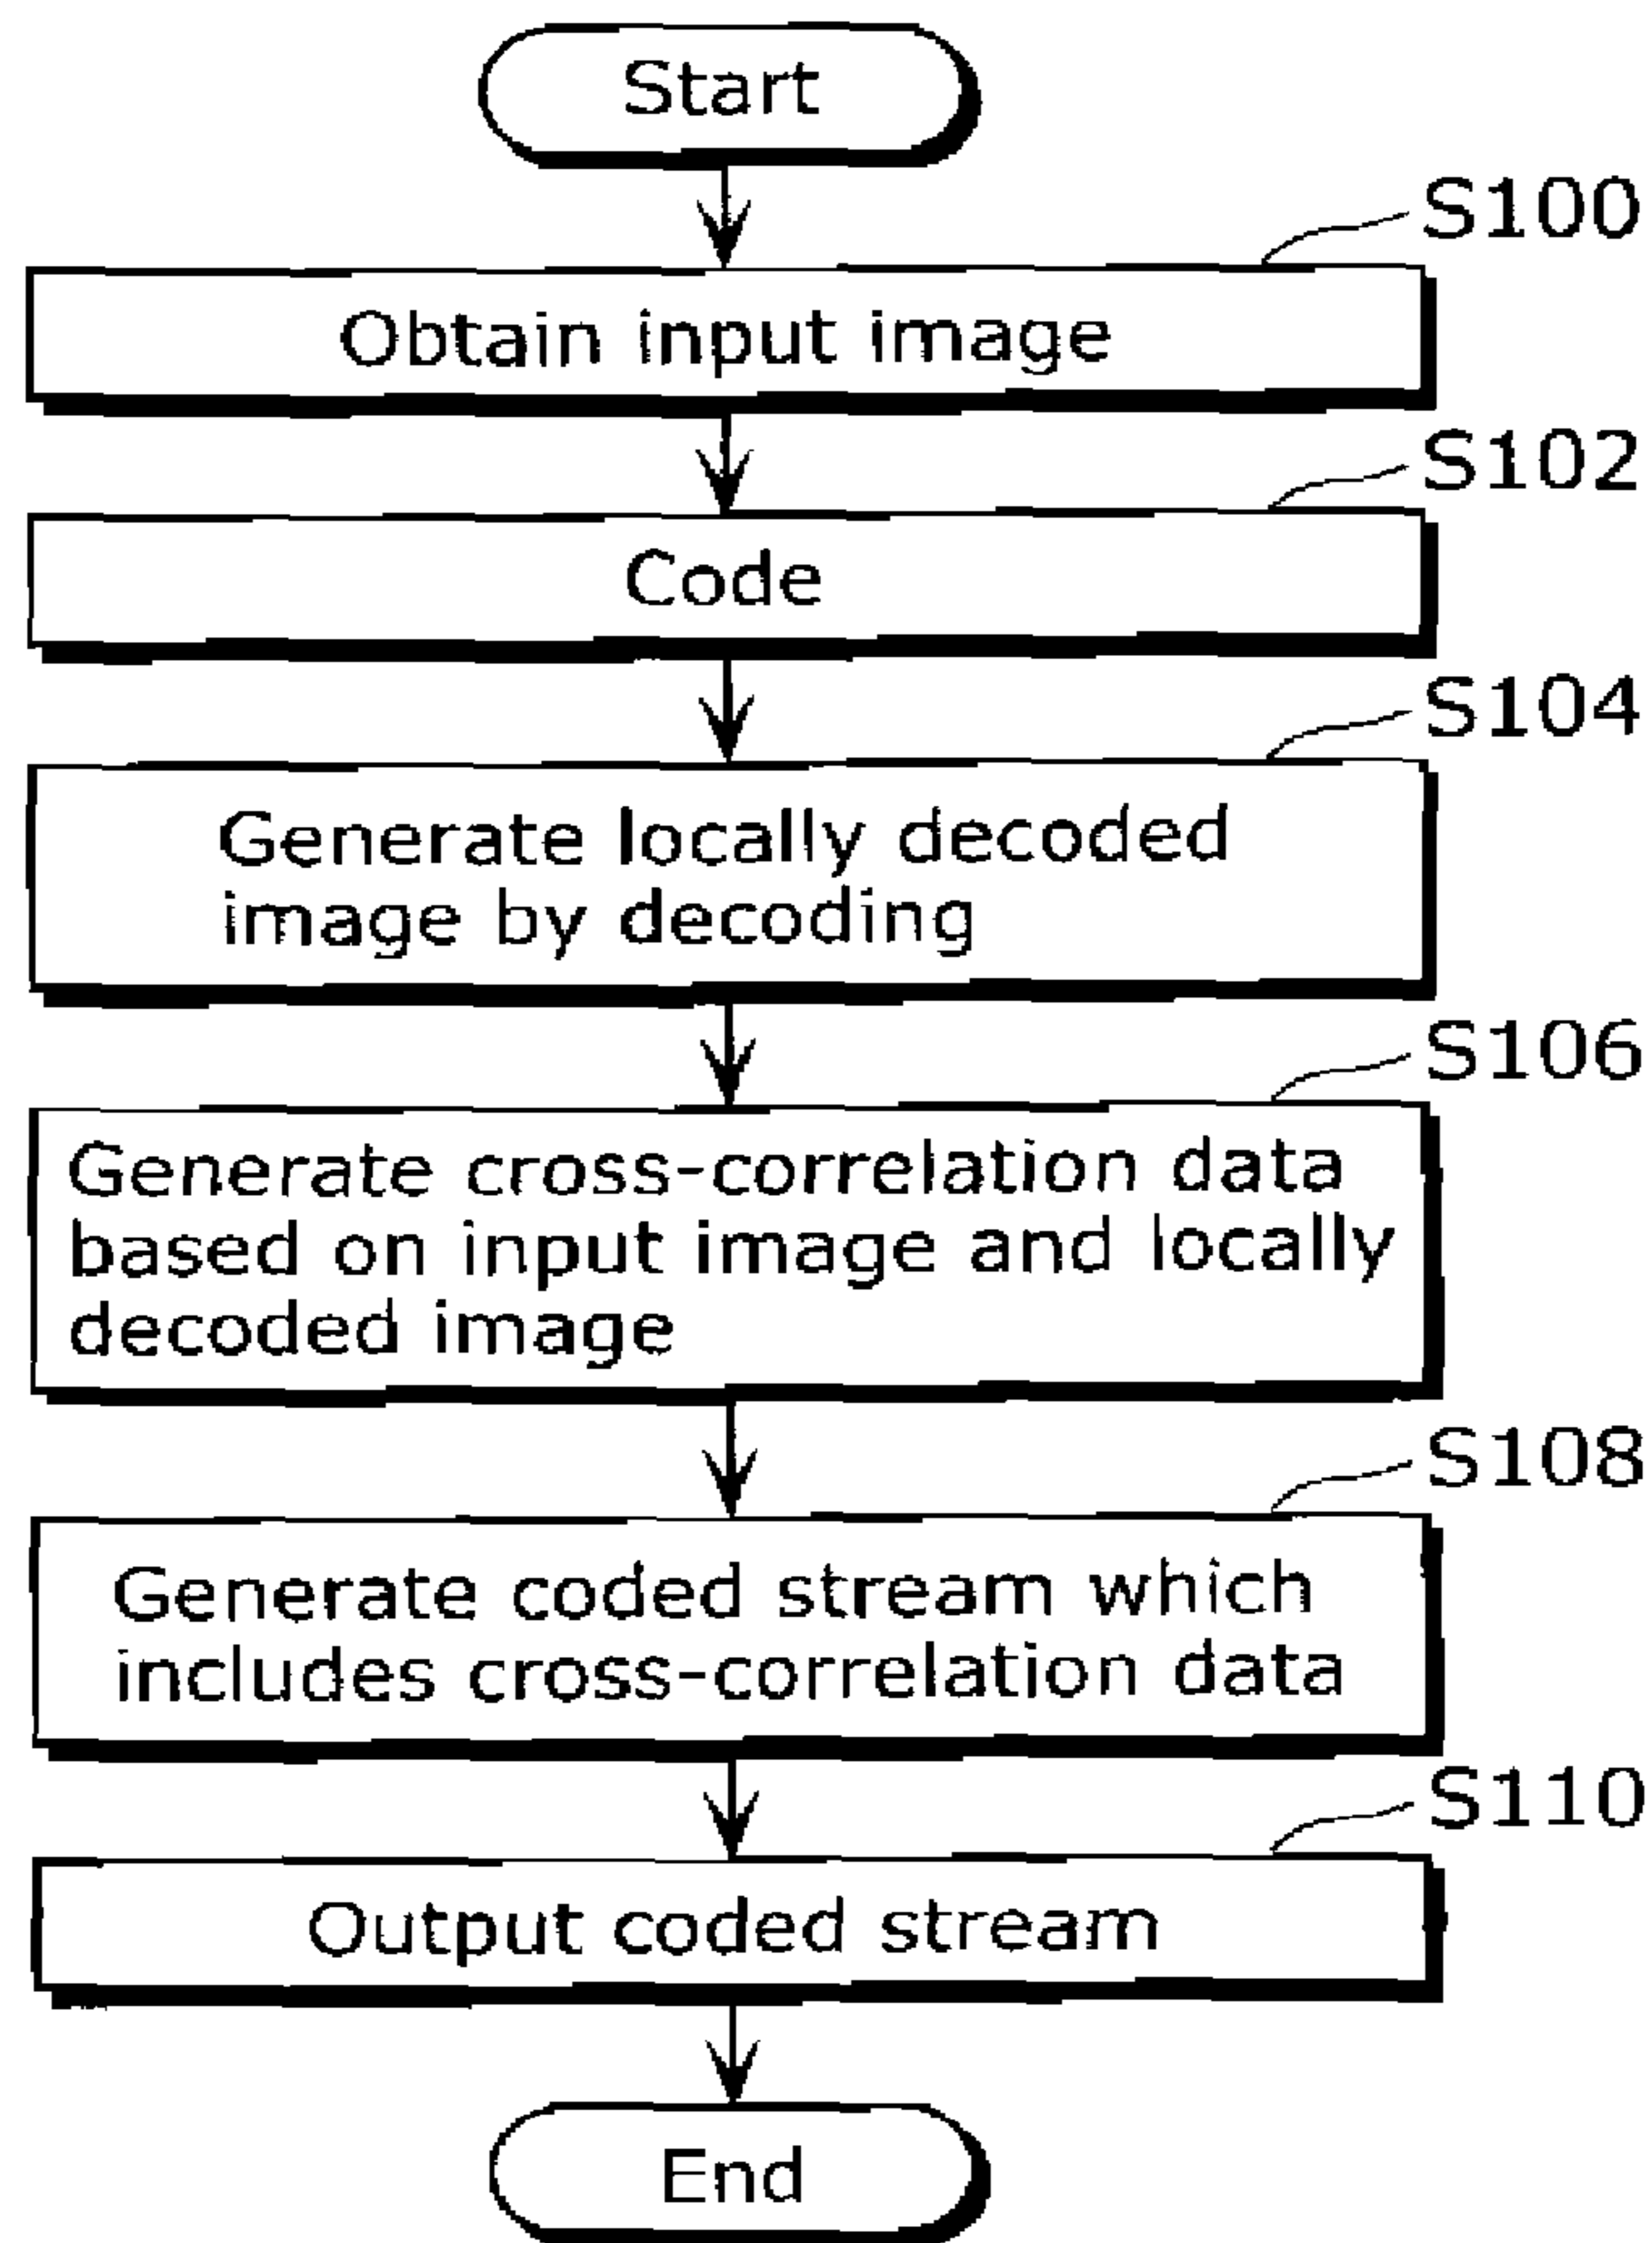 Start
S100
Obtain input image
S102
Code
S104
Generate locally decoded
image by decoding
S106
Generate cross-correlation data
based on input image and locally
decoded image
S108
Generate coded stream which
includes cross-correlation data
S110
Output coded stream
End